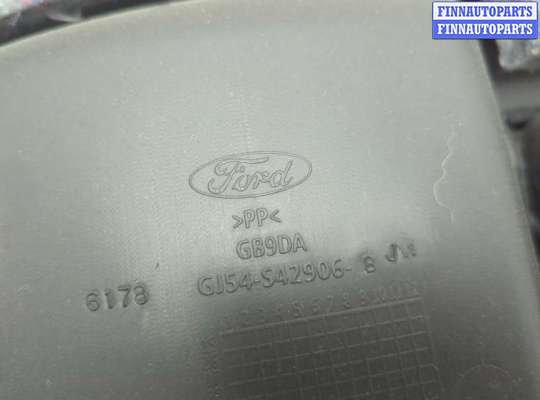 FINNAUTOPARTS
FINNAUTOPARTS
Ford
>PP<
GB9DA
GJ54-S42906-
6178